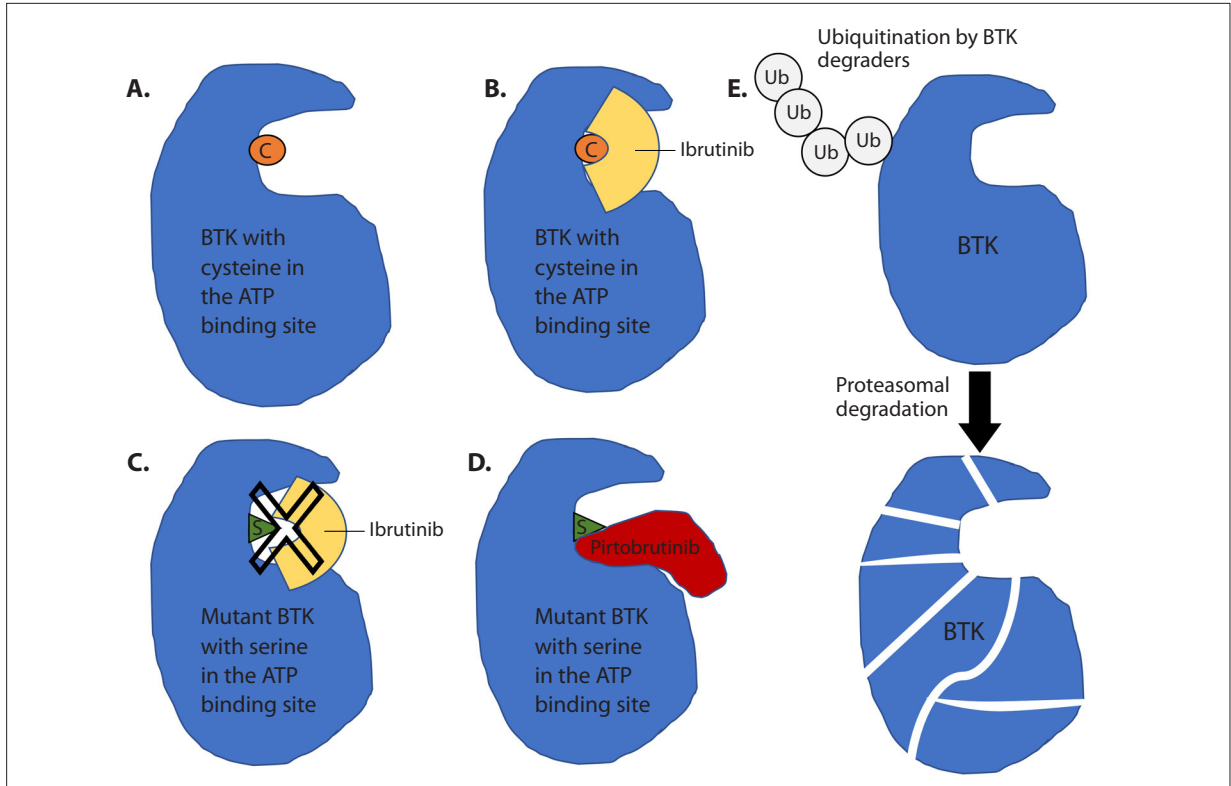 A.
C
BTK with
cysteine in
the ATP
binding site
B.
C
Ibrutinib
BTK with
cysteine in
the ATP
binding site
C.
S
Ibrutinib
Mutant BTK
with serine
in the ATP
binding site
D.
S
Pirtobrutinib
Mutant BTK
with serine
in the ATP
binding site
E.
Ubiquitination by BTK
degraders
Ub
Ub
Ub
Ub
BTK
Proteasomal
degradation
BTK